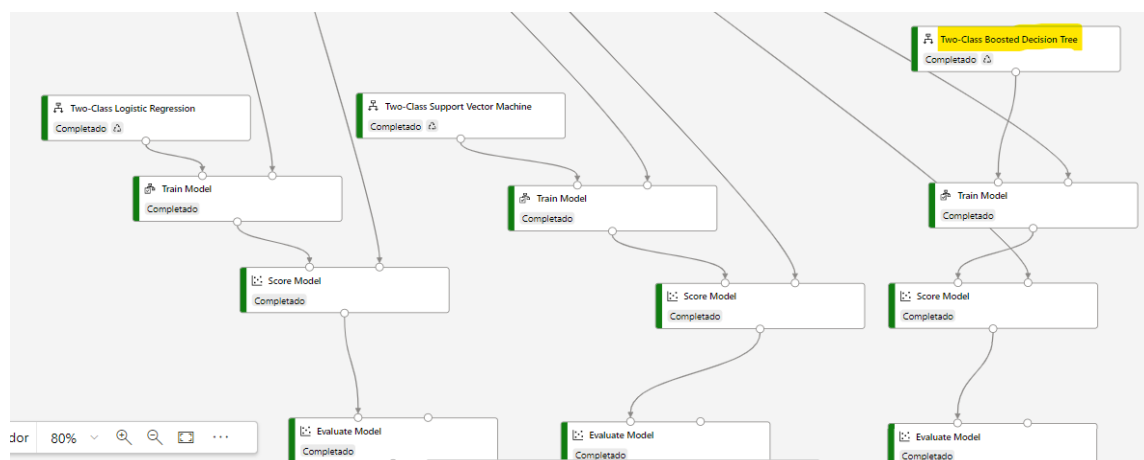 Two-Class Boosted Decision Tree
Completado
Two-Class Logistic Regression
Completado
Two-Class Support Vector Machine
Completado
Train Model
Completado
Train Model
Completado
Train Model
Completado
Score Model
Completado
Score Model
Completado
Score Model
Completado
Evaluate Model
Completado
Evaluate Model
Completado
Evaluate Model
Completado
dor 80% ...